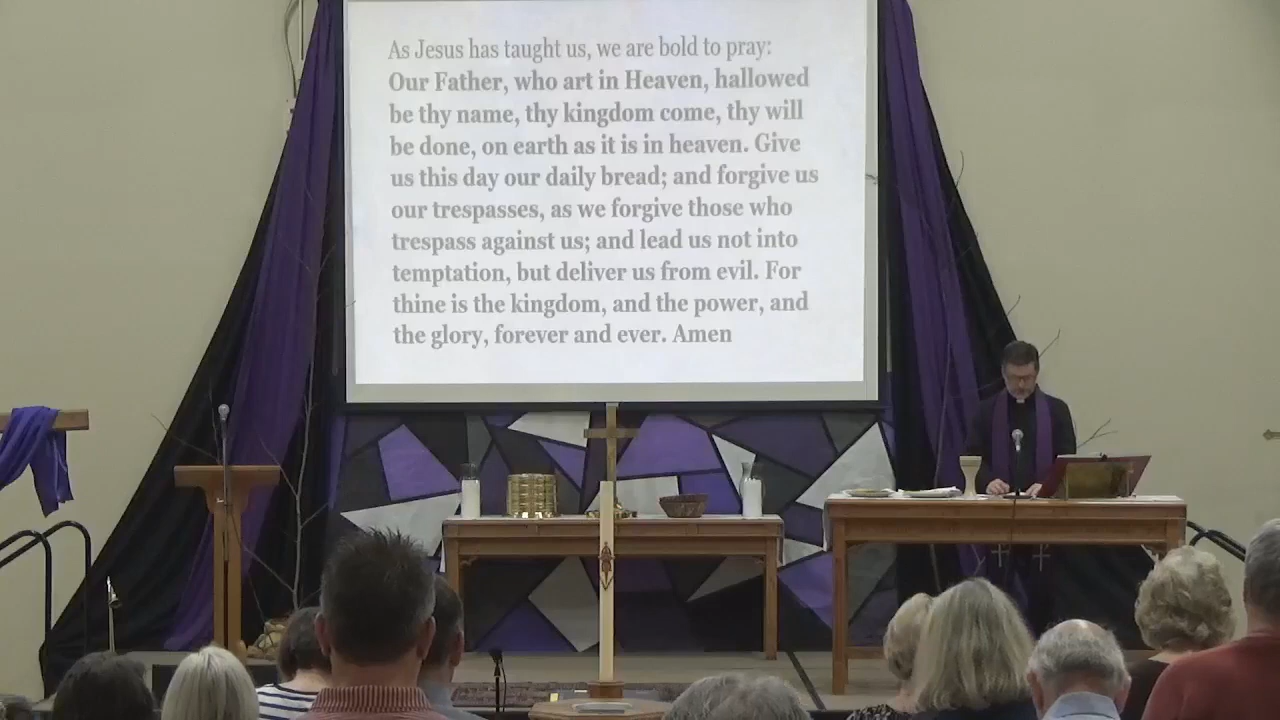 As Jesus has taught us, we are bold to pray:
Our Father, who art in Heaven, hallowed
be thy name, thy kingdom come, thy will
be done, on earth as it is in heaven. Give
us this day our daily bread; and forgive us
our trespasses, as we forgive those who
trespass against us; and lead us not into
temptation, but deliver us from evil. For
thine is the kingdom, and the power, and
the glory, forever and ever. Amen